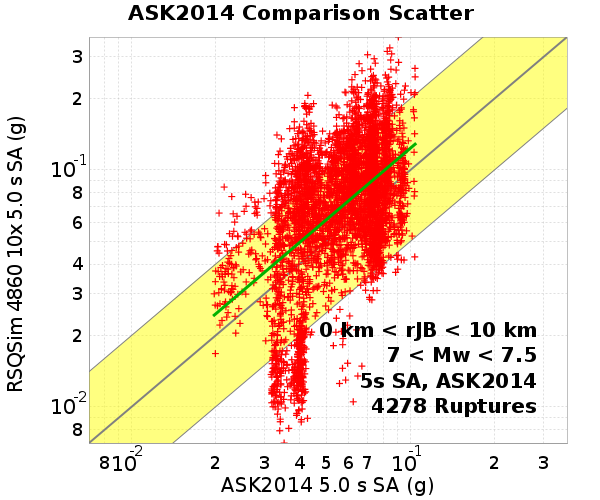 ASK2014 Comparison Scatter
RSQSim 4860 10x 5.0 s SA (g)
3
2
10⁻¹
8
6
4
3
2
10⁻²
8
0 km < rJB < 10 km
7 < Mw < 7.5
5s SA, ASK2014
4278 Ruptures
8 10⁻² 2 3 4 5 6 7 10⁻¹ 2 3
ASK2014 5.0 s SA (g)